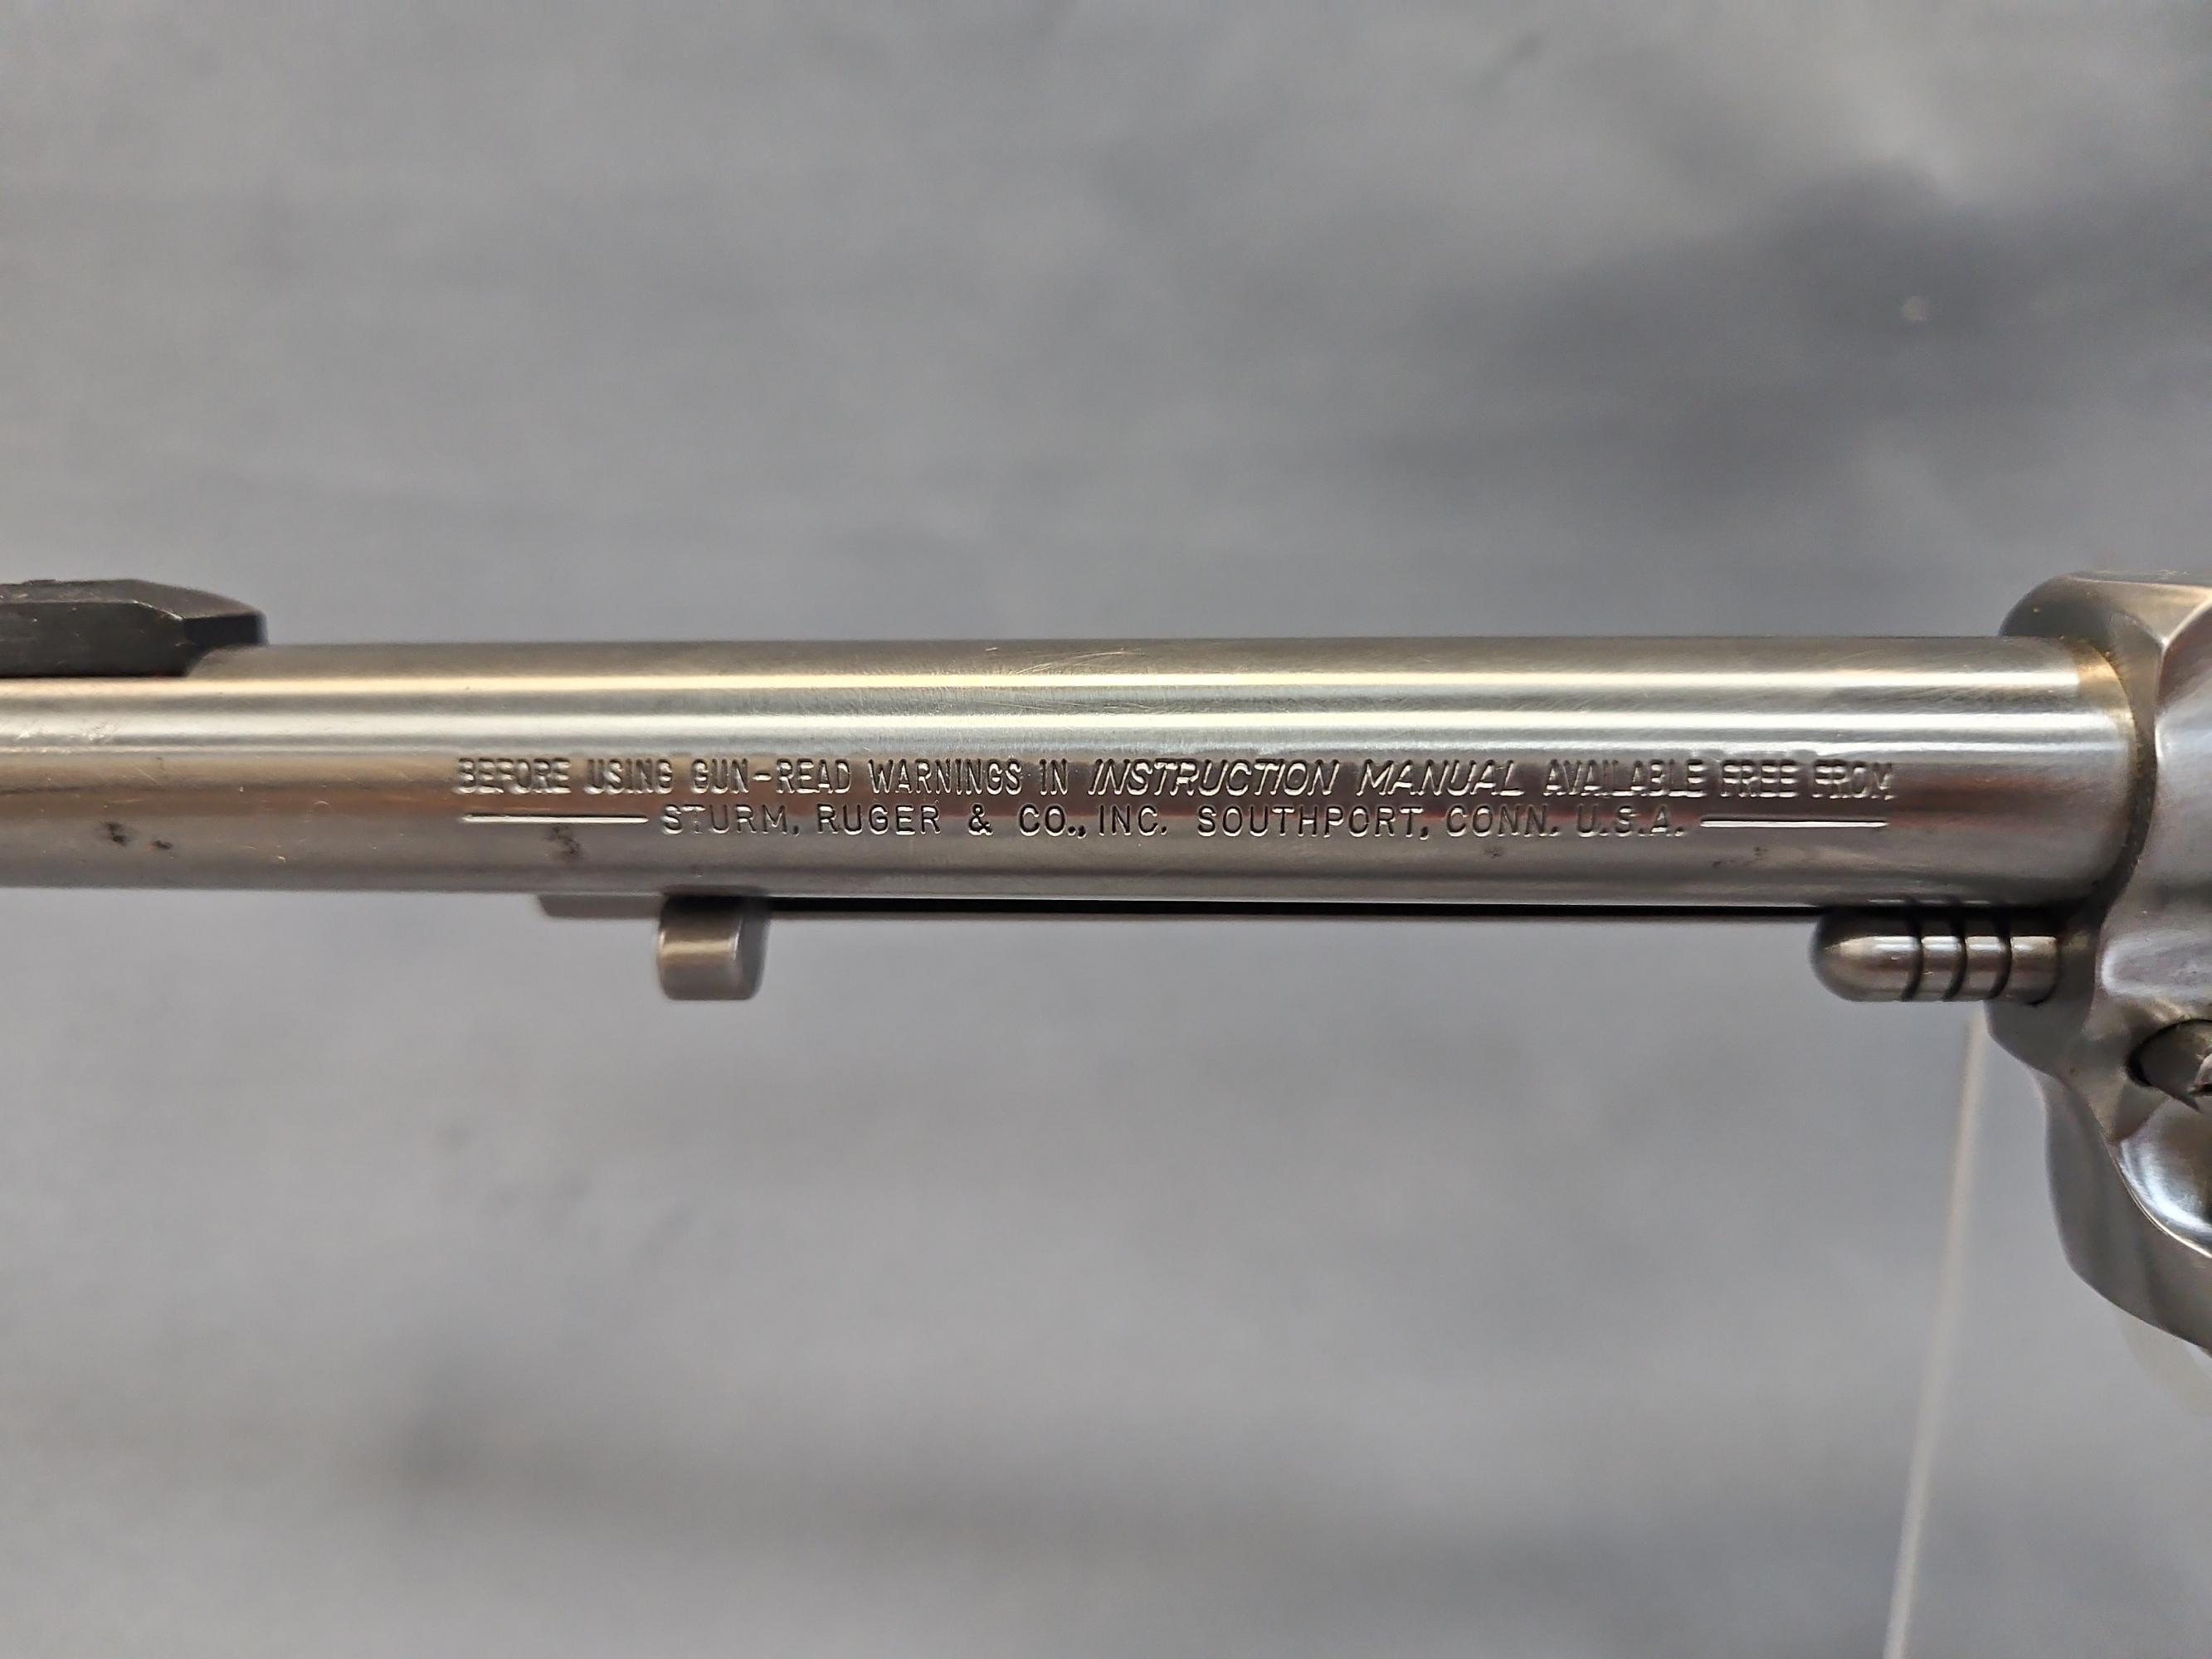 BEFORE USING GUN-READ WARNINGS IN INSTRUCTION MANUAL AVAILABLE FREE FROM
STURM, RUGER & CO., INC. SOUTHPORT, CONN. U.S.A.